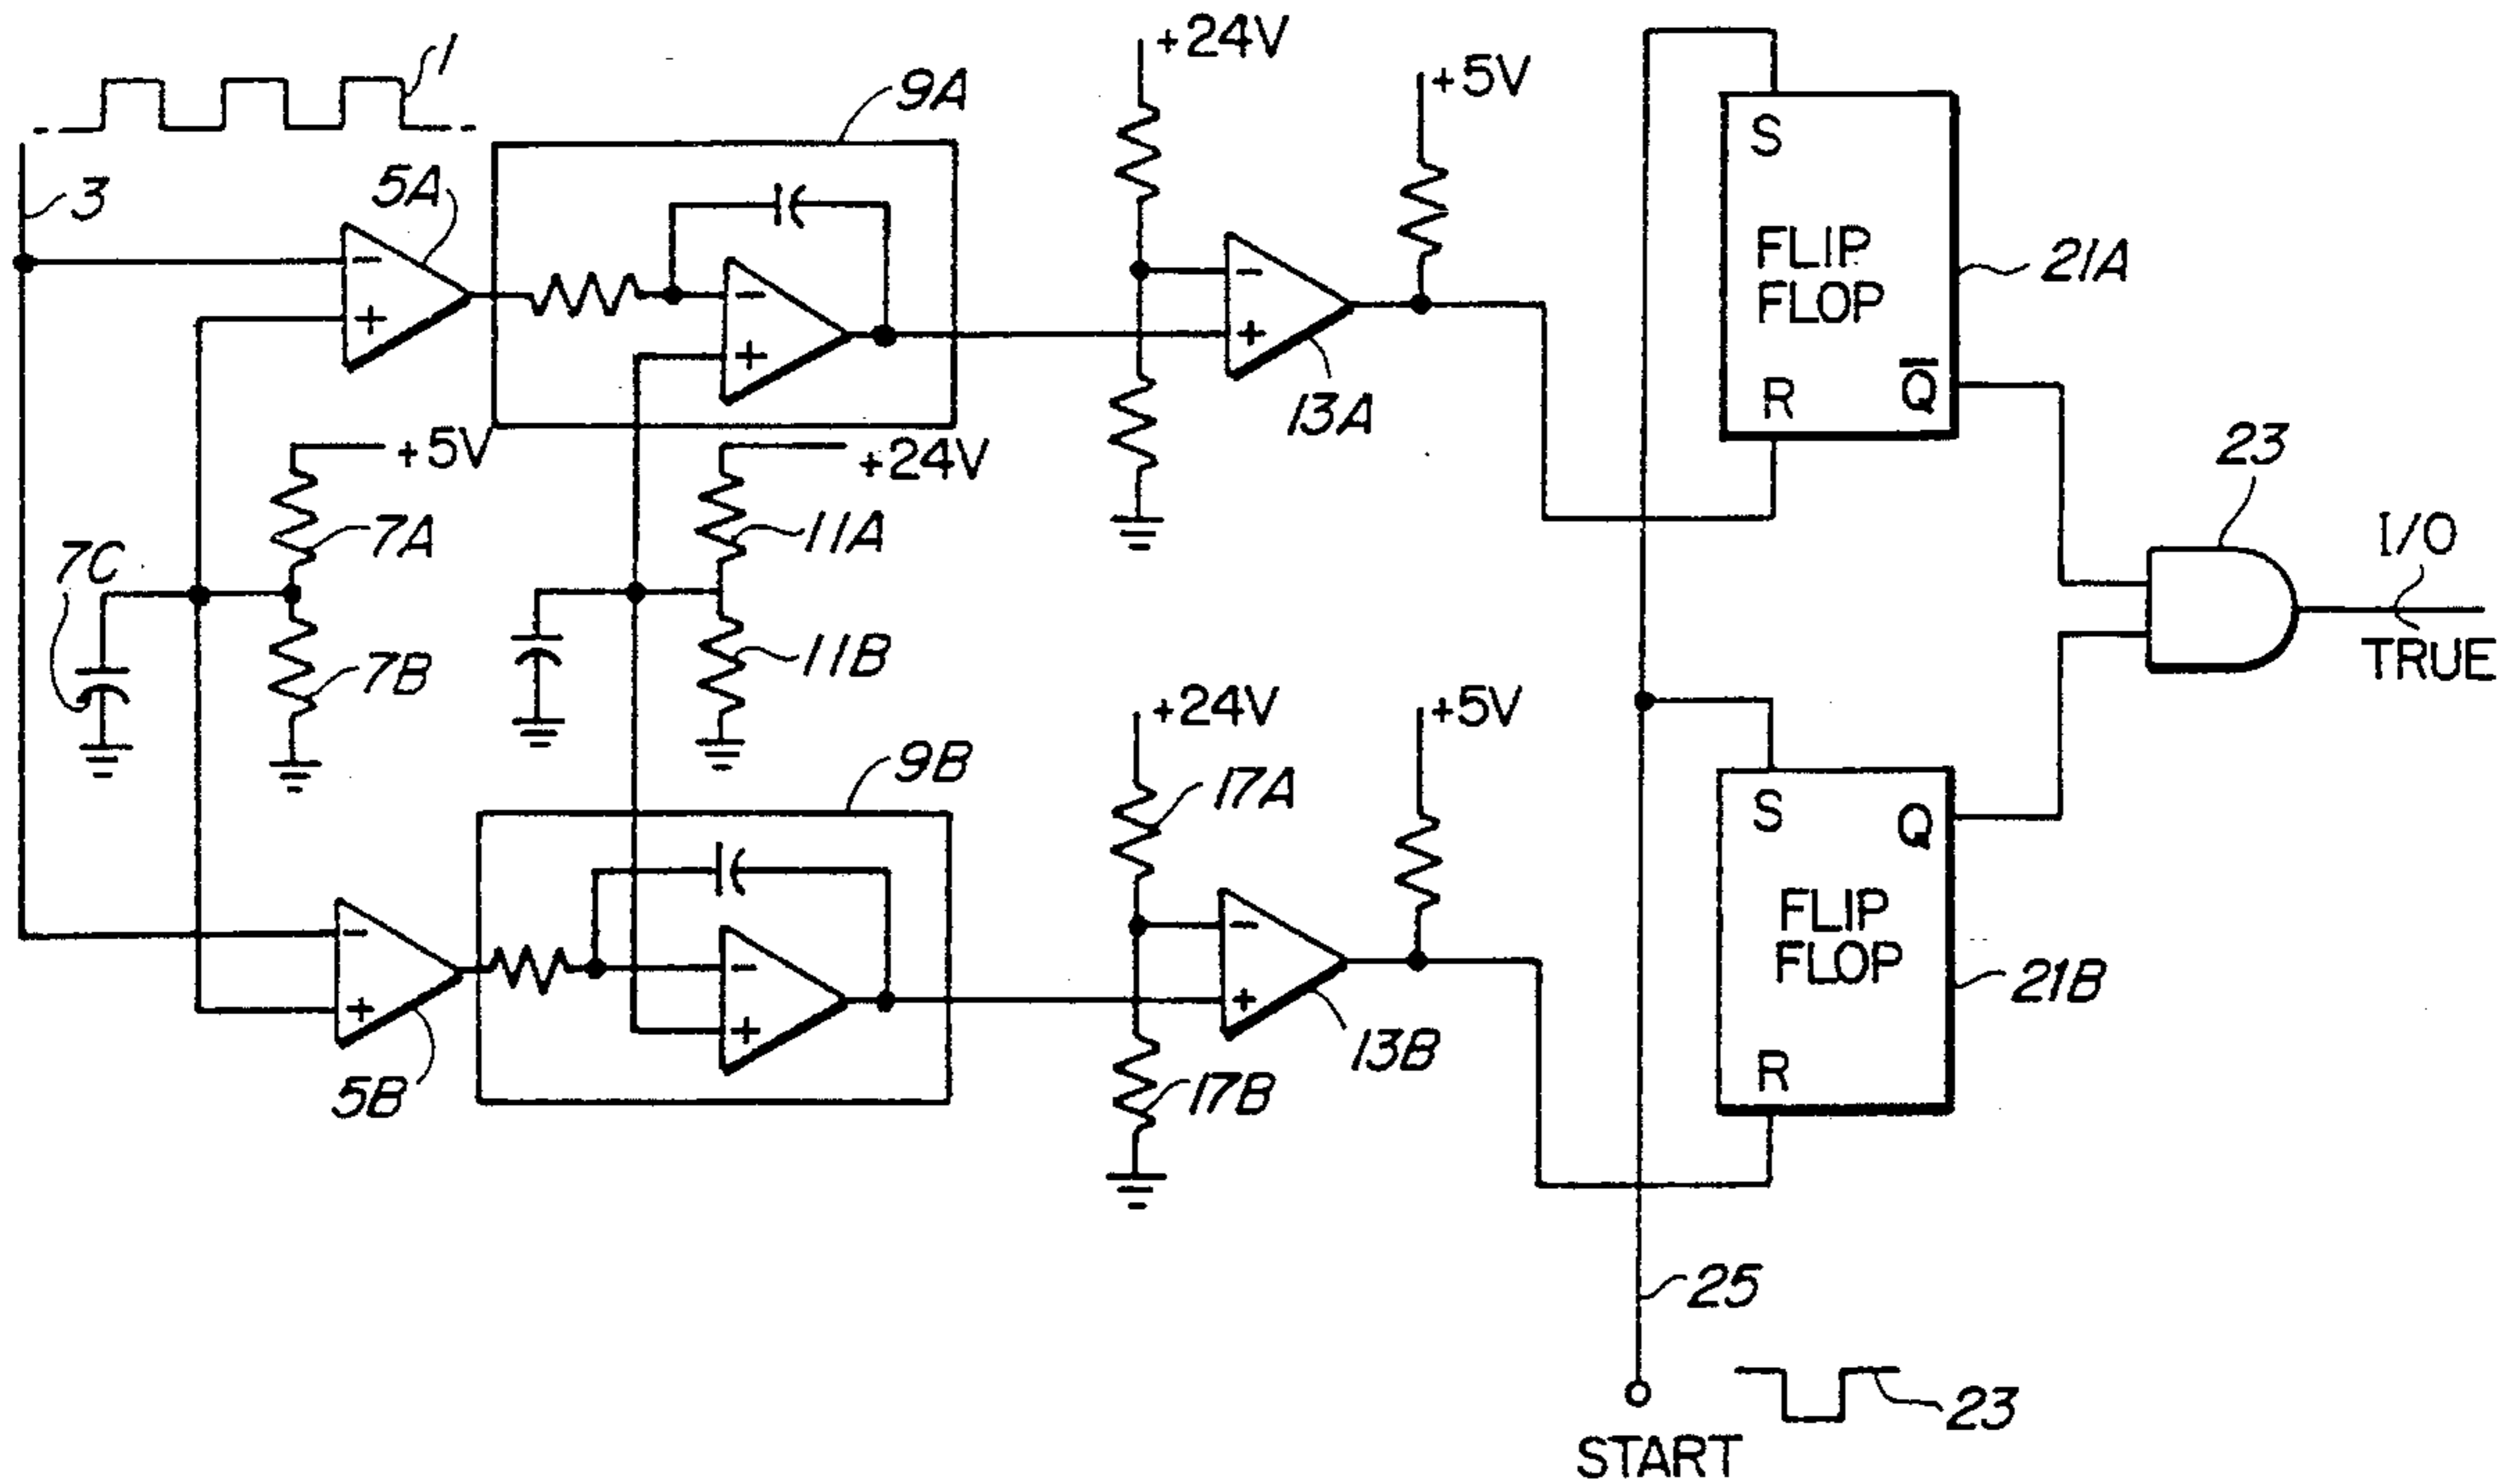 1
+24V
+5V
9A
3
5A
−
+
−
+
−
+
13A
S
FLIP
FLOP
21A
R
Q̅
+5V
+24V
23
7A
11A
7C
I/O
7B
11B
TRUE
+24V
+5V
9B
17A
S
Q
−
+
−
+
−
+
FLIP
FLOP
21B
13B
5B
17B
R
25
23
START